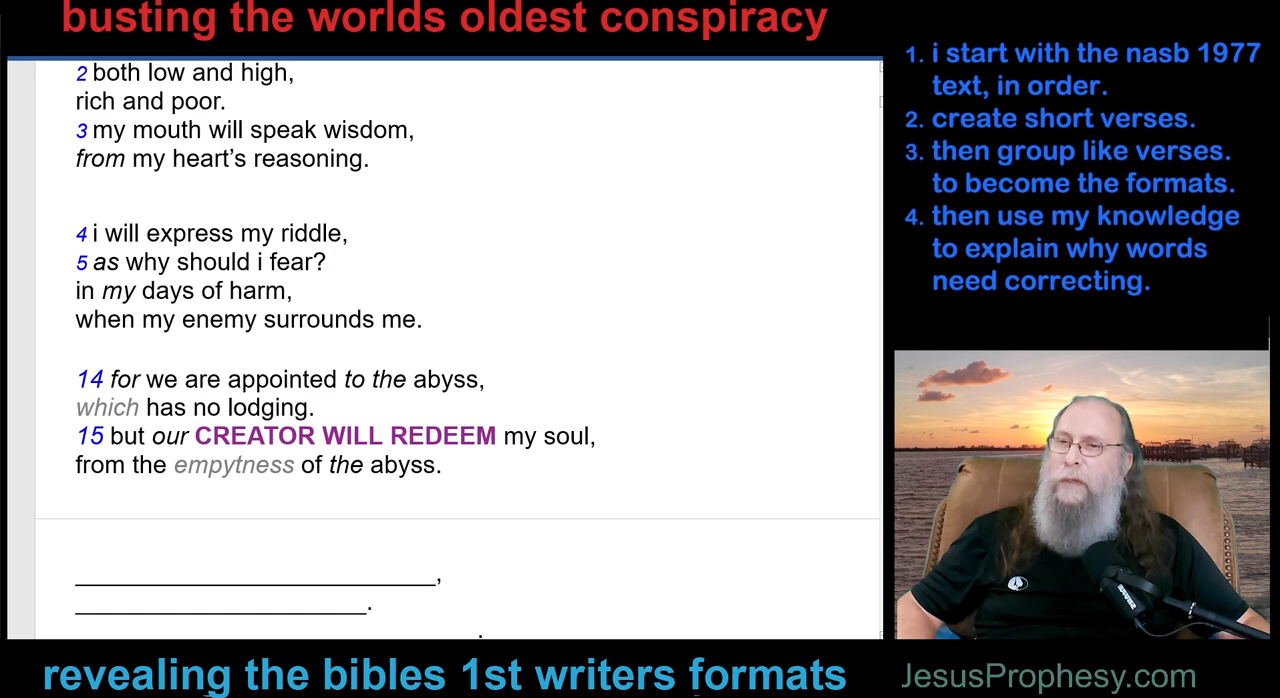 busting the worlds oldest conspiracy
2 both low and high,
rich and poor.
3 my mouth will speak wisdom,
from my heart's reasoning.
4 i will express my riddle,
5 as why should i fear?
in my days of harm,
when my enemy surrounds me.
14 for we are appointed to the abyss,
which has no lodging.
15 but our CREATOR WILL REDEEM my soul,
from the empytness of the abyss.
____________________________,
_______________________.
1. i start with the nasb 1977
text, in order.
2. create short verses.
3. then group like verses.
to become the formats.
4. then use my knowledge
to explain why words
need correcting.
revealing the bibles 1st writers formats
JesusProphesy.com